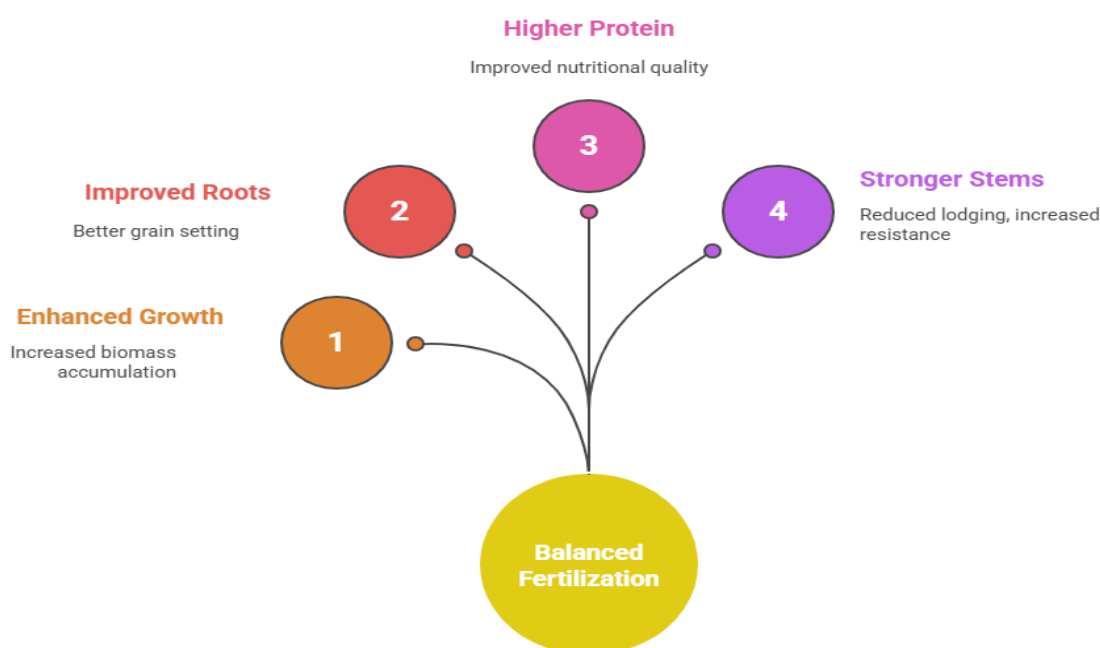 Higher Protein
Improved nutritional quality
3
Improved Roots
Better grain setting
2
Stronger Stems
Reduced lodging, increased
resistance
4
Enhanced Growth
Increased biomass
accumulation
1
Balanced
Fertilization